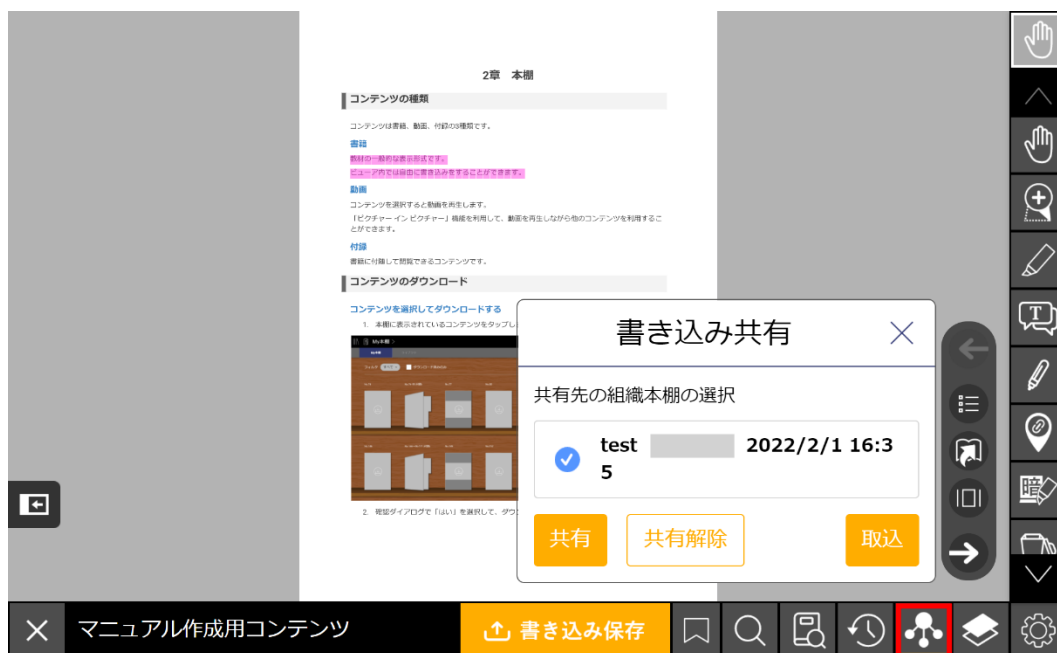 2章 本棚
コンテンツの種類
コンテンツは書籍、動画、付録の3種類です。
書籍
教材の一般的な表示形式です。
ビューア内では自由に書き込みをすることができます。
動画
コンテンツを選択すると動画を再生します。
「ピクチャー イン ピクチャー」機能を利用して、動画を再生しながら他のコンテンツを利用するこ
とができます。
付録
書籍に付随して閲覧できるコンテンツです。
コンテンツのダウンロード
コンテンツを選択してダウンロードする
1. 本棚に表示されているコンテンツをタップし
My本棚 >
2. 確認ダイアログで「はい」を選択して、ダウ
書き込み共有
共有先の組織本棚の選択
test 2022/2/1 16:3
5
共有
共有解除
取込
T
暗
マニュアル作成用コンテンツ
書き込み保存